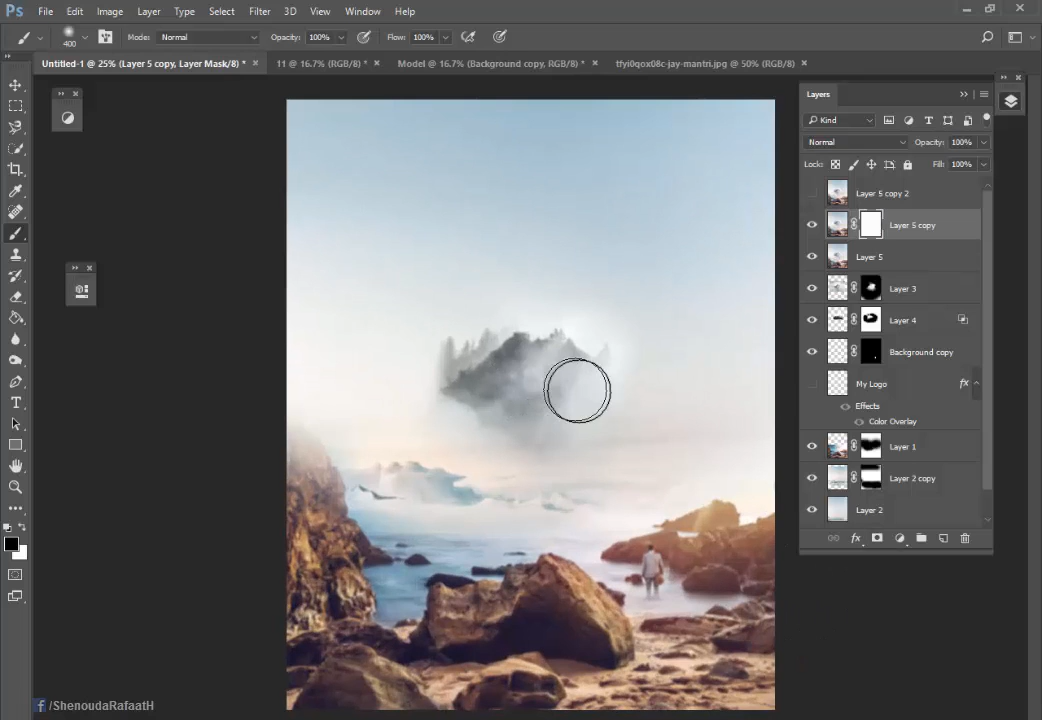 Ps File Edit Image Layer Type Select Filter 3D View Window Help
400 Mode: Normal Opacity: 100% Flow: 100%
Untitled-1 @ 25% (Layer 5 copy, Layer Mask/8) * × 11 @ 16.7% (RGB/8) * × Model @ 16.7% (Background copy, RGB/8) * × tfyi0qox08c-jay-mantri.jpg @ 50% (RGB/8) ×
Layers
Kind
Normal Opacity: 100%
Lock: Fill: 100%
Layer 5 copy 2
Layer 5 copy
Layer 5
Layer 3
Layer 4
Background copy
My Logo fx
Effects
Color Overlay
Layer 1
Layer 2 copy
Layer 2
fx
f /ShenoudaRafaatH